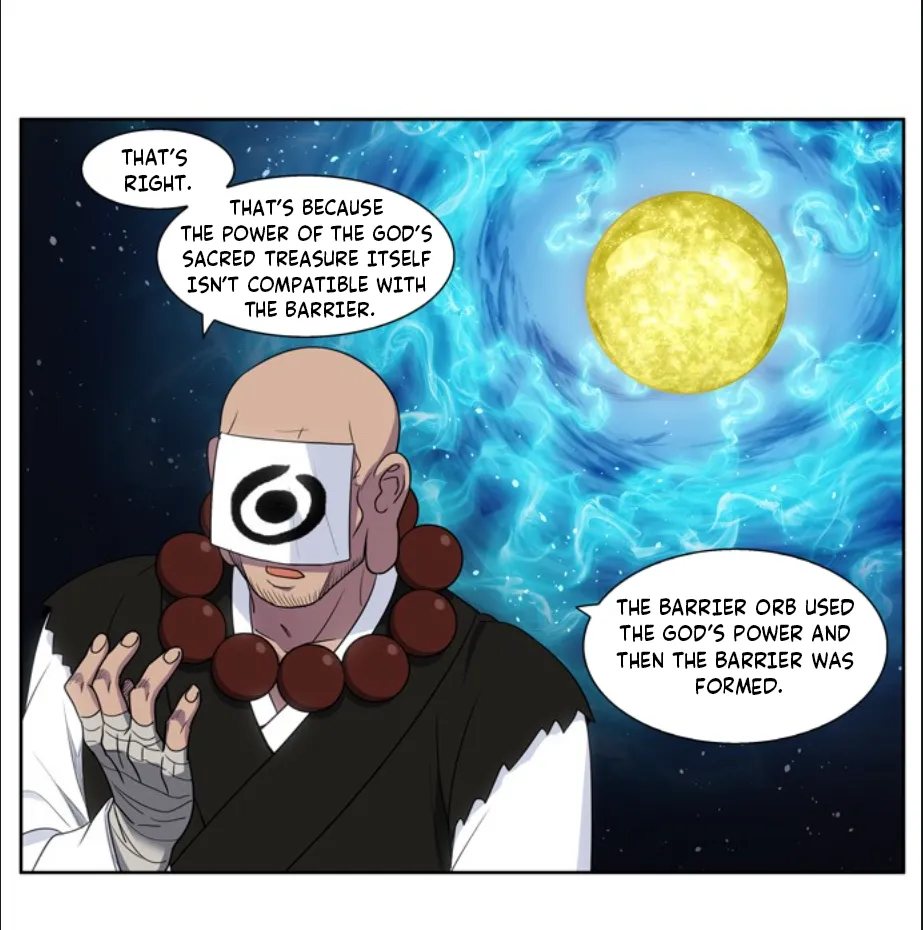 THAT'S
RIGHT.
THAT'S BECAUSE
THE POWER OF THE GOD'S
SACRED TREASURE ITSELF
ISN'T COMPATIBLE WITH
THE BARRIER.
THE BARRIER ORB USED
THE GOD'S POWER AND
THEN THE BARRIER WAS
FORMED.